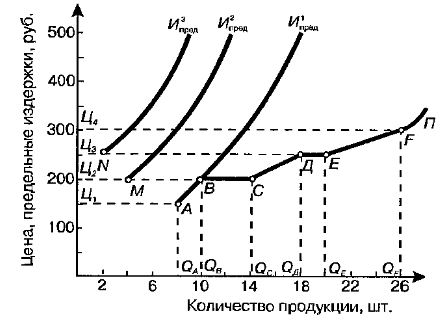 Цена, предельные издержки, руб.
И³пред И²пред И¹пред
500
400
Ц₄ 300 F П
Ц₃ N Д E
Ц₂ 200 M B C
Ц₁ A
100
Q_A Q_B Q_C Q_Д Q_E Q_F
2 6 10 14 18 22 26
Количество продукции, шт.